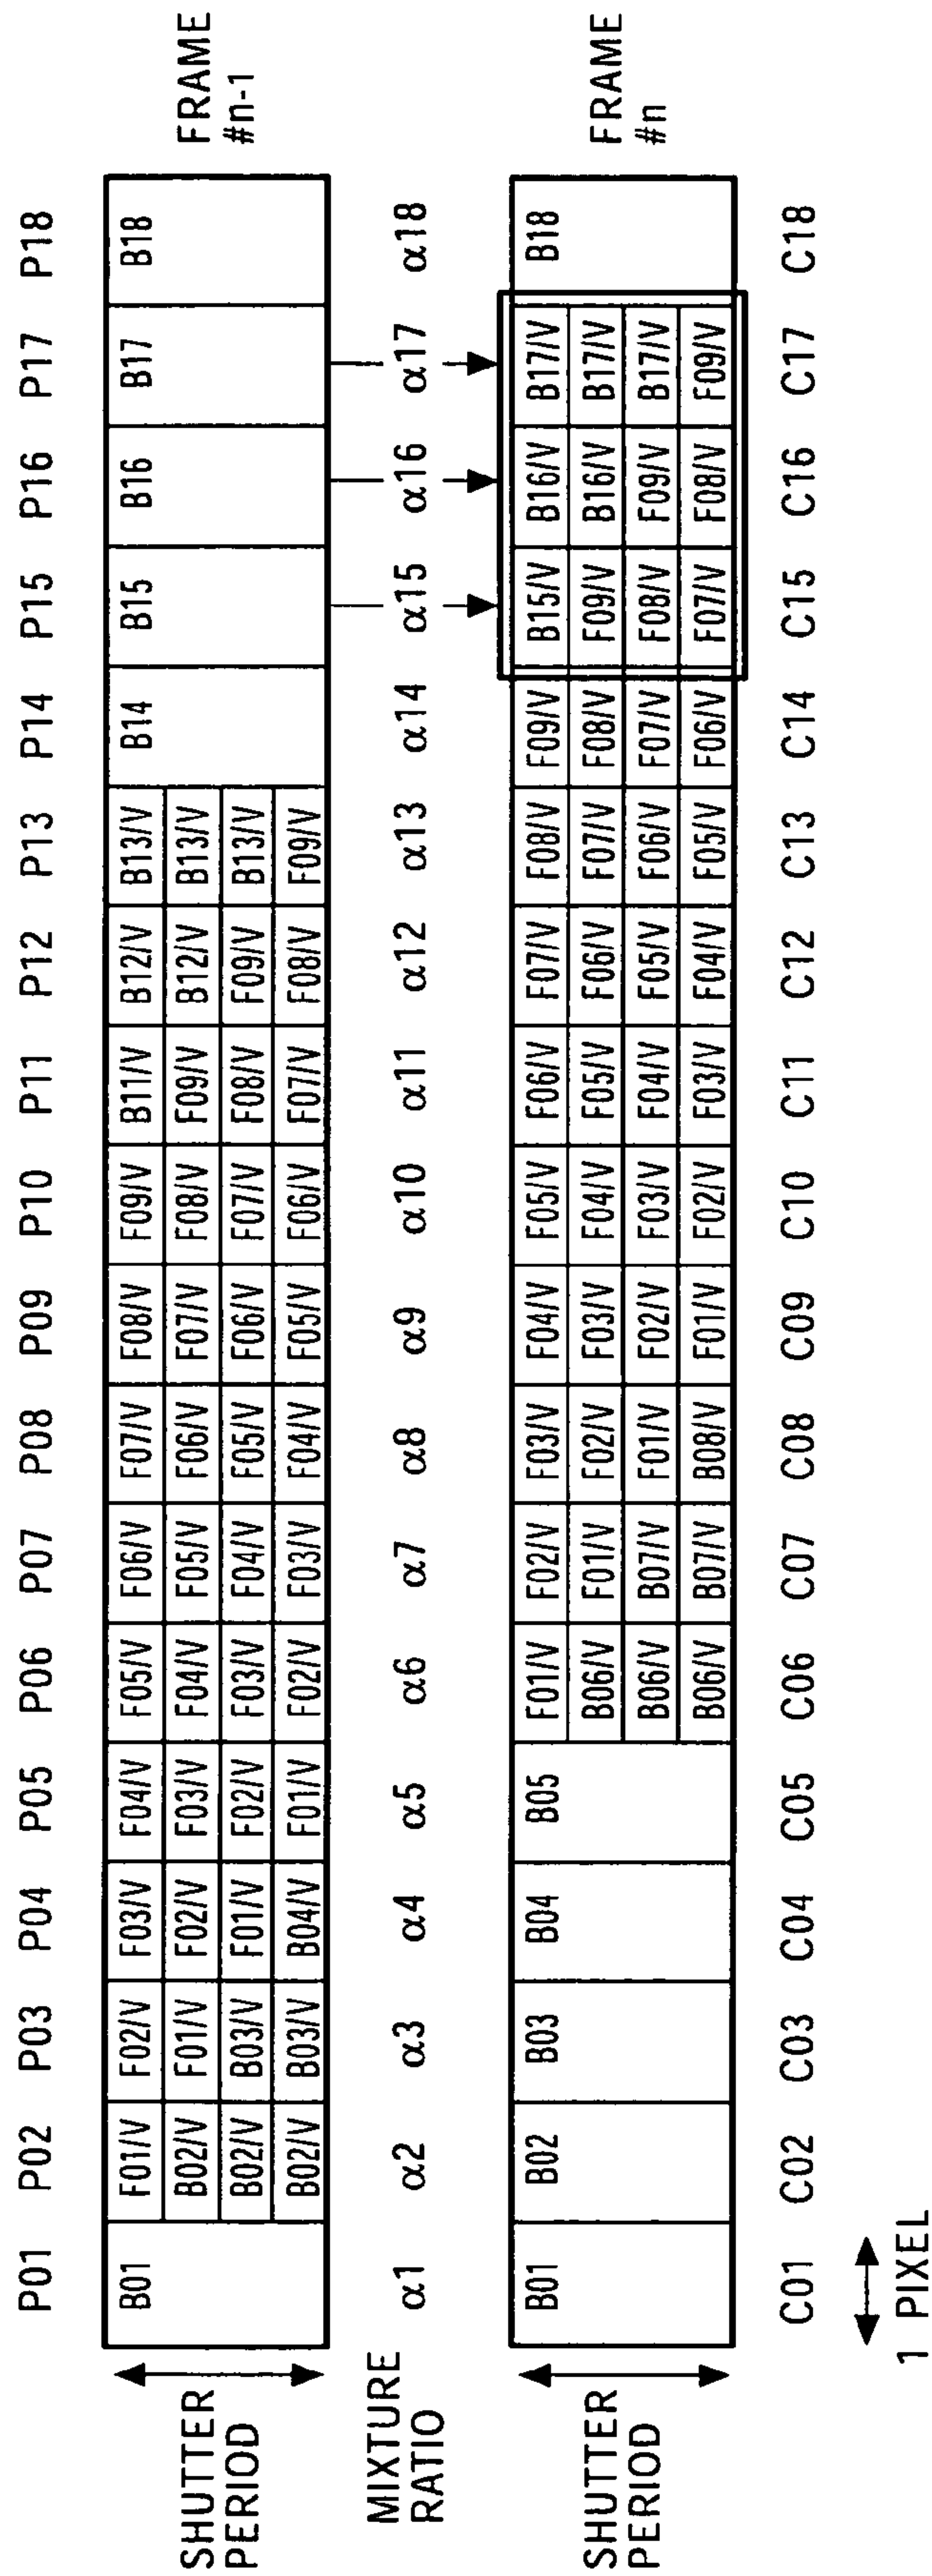 P01 P02 P03 P04 P05 P06 P07 P08 P09 P10 P11 P12 P13 P14 P15 P16 P17 P18
B01 F01/V F02/V F03/V F04/V F05/V F06/V F07/V F08/V F09/V B11/V B12/V B13/V B14 B15 B16 B17 B18
B02/V F01/V F02/V F03/V F04/V F05/V F06/V F07/V F08/V F09/V B12/V B13/V
B02/V B03/V F01/V F02/V F03/V F04/V F05/V F06/V F07/V F08/V F09/V B13/V
B02/V B03/V B04/V F01/V F02/V F03/V F04/V F05/V F06/V F07/V F08/V F09/V
SHUTTER
PERIOD
FRAME
#n-1
MIXTURE
RATIO
α1 α2 α3 α4 α5 α6 α7 α8 α9 α10 α11 α12 α13 α14 α15 α16 α17 α18
B01 B02 B03 B04 B05 F01/V F02/V F03/V F04/V F05/V F06/V F07/V F08/V F09/V B15/V B16/V B17/V B18
B06/V F01/V F02/V F03/V F04/V F05/V F06/V F07/V F08/V F09/V B16/V B17/V
B06/V B07/V F01/V F02/V F03/V F04/V F05/V F06/V F07/V F08/V F09/V B17/V
B06/V B07/V B08/V F01/V F02/V F03/V F04/V F05/V F06/V F07/V F08/V F09/V
SHUTTER
PERIOD
FRAME
#n
C01 C02 C03 C04 C05 C06 C07 C08 C09 C10 C11 C12 C13 C14 C15 C16 C17 C18
1 PIXEL